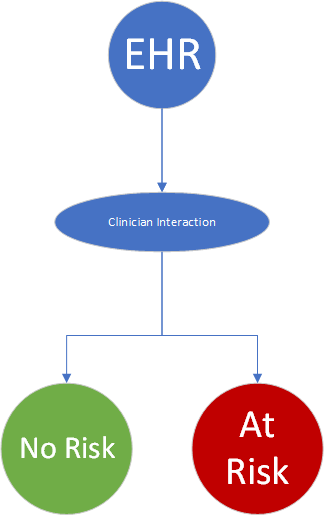 EHR
Clinician Interaction
No Risk
At
Risk